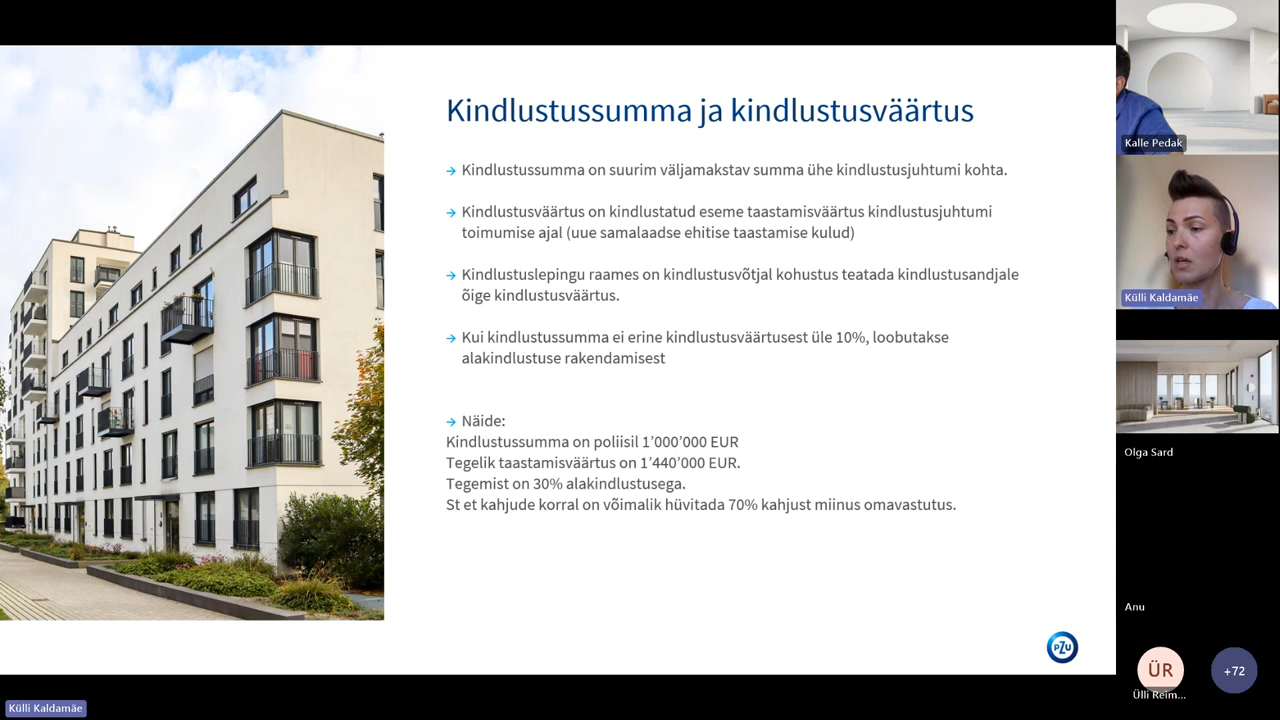 Kindlustussumma ja kindlustusväärtus
→ Kindlustussumma on suurim väljamakstav summa ühe kindlustusjuhtumi kohta.
→ Kindlustusväärtus on kindlustatud eseme taastamisväärtus kindlustusjuhtumi
toimumise ajal (uue samalaadse ehitise taastamise kulud)
→ Kindlustuslepingu raames on kindlustusvõtjal kohustus teatada kindlustusandjale
õige kindlustusväärtus.
→ Kui kindlustussumma ei erine kindlustusväärtusest üle 10%, loobutakse
alakindlustuse rakendamisest
→ Näide:
Kindlustussumma on poliisil 1’000’000 EUR
Tegelik taastamisväärtus on 1’440’000 EUR.
Tegemist on 30% alakindlustusega.
St et kahjude korral on võimalik hüvitada 70% kahjust miinus omavastutus.
PZU
Külli Kaldamäe
Kalle Pedak
Külli Kaldamäe
Olga Sard
Anu
ÜR
Ülli Reim...
+72